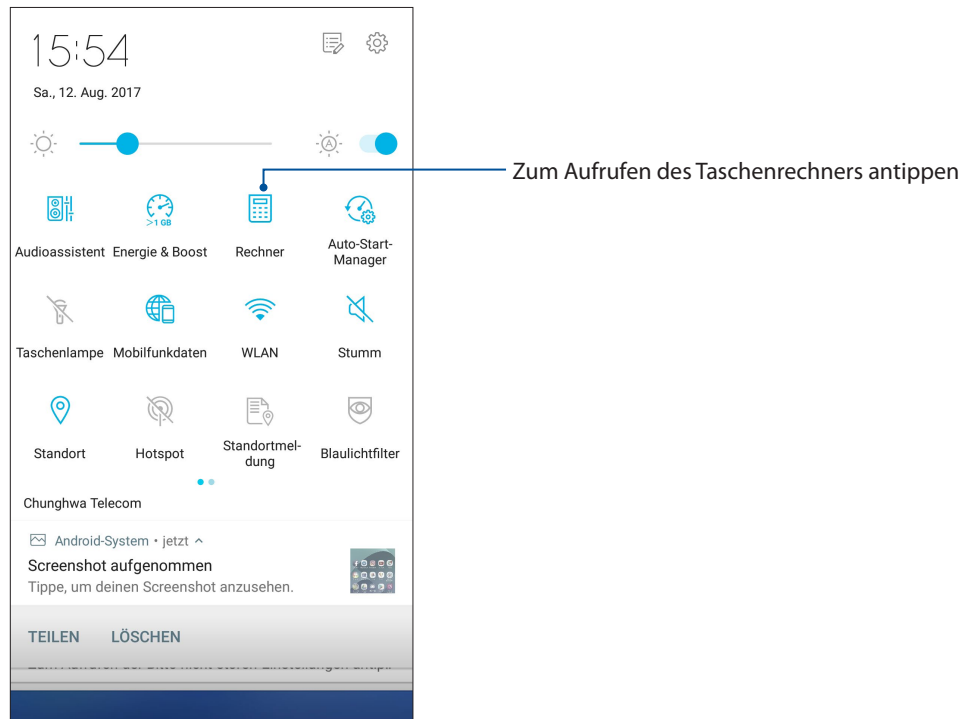 15:54
Sa., 12. Aug. 2017
A
Zum Aufrufen des Taschenrechners antippen
>1 GB
Audioassistent Energie & Boost Rechner Auto-Start-
Manager
Taschenlampe Mobilfunkdaten WLAN Stumm
Standort Hotspot Standortmel-
dung Blaulichtfilter
Chunghwa Telecom
Android-System • jetzt
Screenshot aufgenommen
Tippe, um deinen Screenshot anzusehen.
TEILEN LÖSCHEN